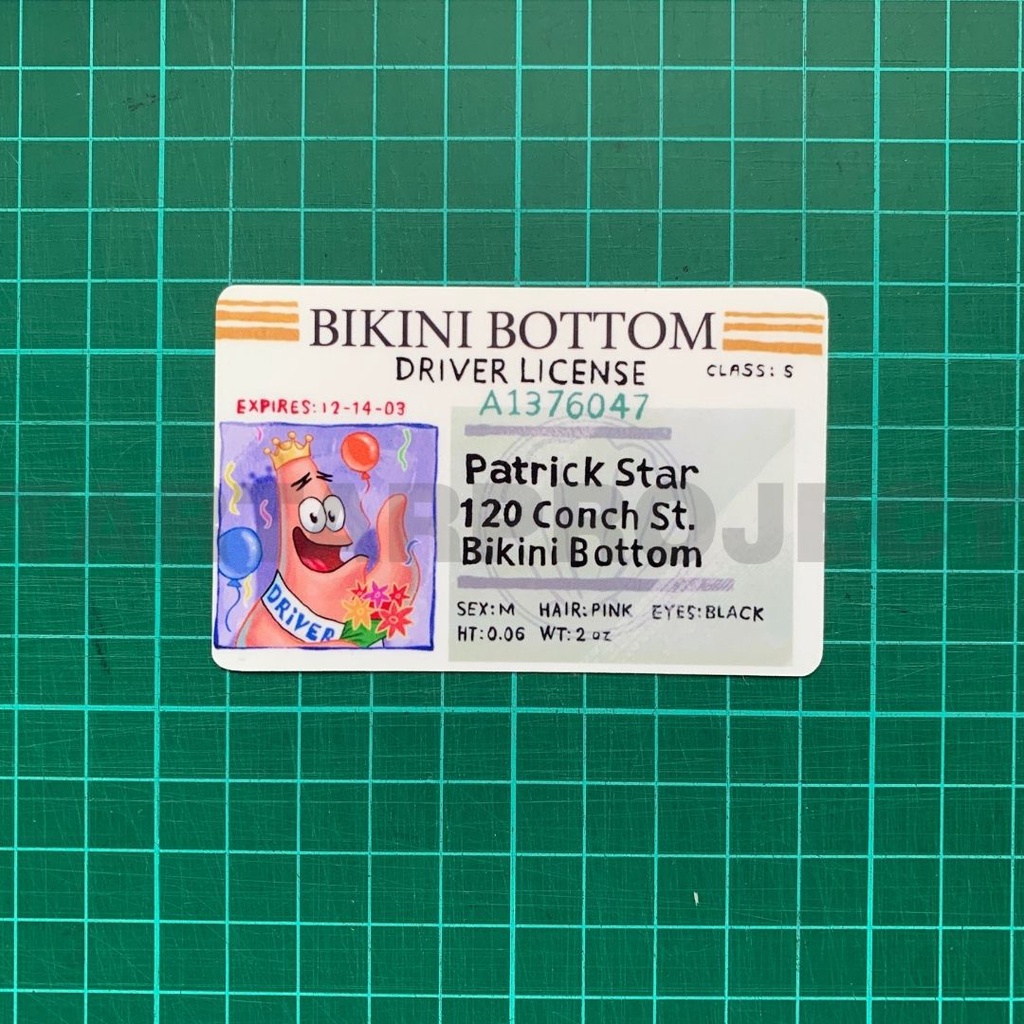 BIKINI BOTTOM
DRIVER LICENSE
CLASS: S
EXPIRES: 12-14-03
A1376047
Patrick Star
120 Conch St.
Bikini Bottom
SEX: M HAIR: PINK EYES: BLACK
HT: 0.06 WT: 2 oz
DRIVER